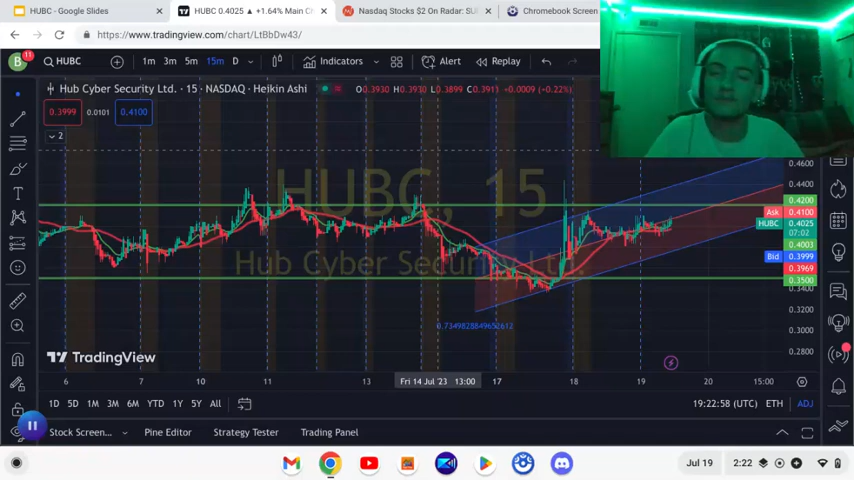 HUBC - Google Slides
HUBC 0.4025 ▲ +1.64% Main Ch
Nasdaq Stocks $2 On Radar: SU
Chromebook Screen
https://www.tradingview.com/chart/LtBbDw43/
B 11 HUBC 1m 3m 5m 15m D Indicators Alert Replay
Hub Cyber Security Ltd. · 15 · NASDAQ · Heikin Ashi
O0.3930 H0.3930 L0.3899 C0.3911 +0.0009 (+0.22%)
0.3999 0.0101 0.4100
2
HUBC, 15
Hub Cyber Security Ltd.
0.4600
0.4400
0.4200
Ask 0.4100
HUBC 0.4025
07:02
0.4003
Bid 0.3999
0.3969
0.3500
0.3400
0.3200
0.3000
0.2800
TradingView
6 7 10 11 13 Fri 14 Jul '23 13:00 17 18 19 20 15:00
1D 5D 1M 3M 6M YTD 1Y 5Y All
19:22:58 (UTC) ETH ADJ
Stock Screen...
Pine Editor
Strategy Tester
Trading Panel
Jul 19 2:22